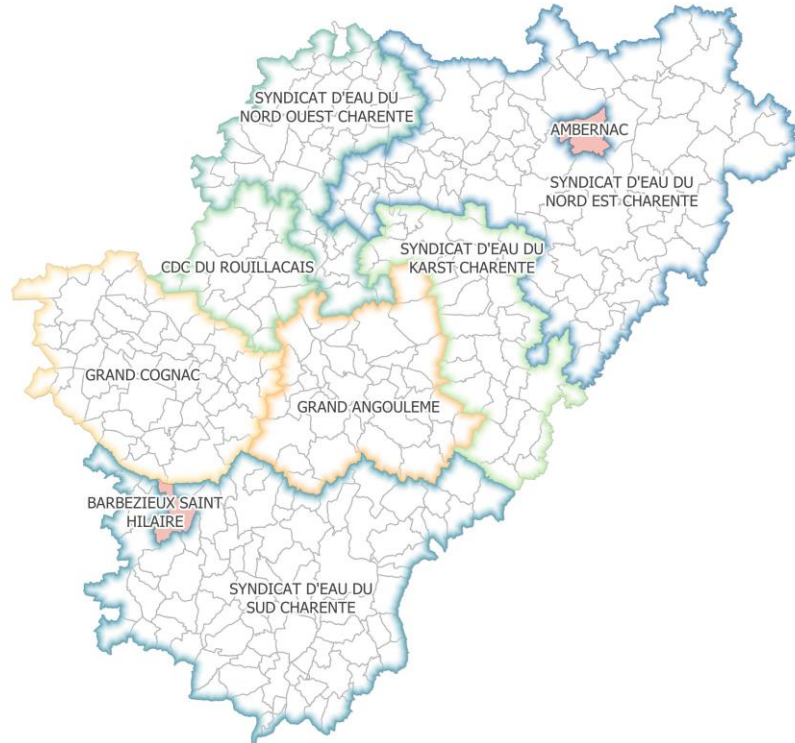 SYNDICAT D'EAU DU
NORD OUEST CHARENTE
AMBERNAC
SYNDICAT D'EAU DU
NORD EST CHARENTE
SYNDICAT D'EAU DU
KARST CHARENTE
CDC DU ROUILLACAIS
GRAND COGNAC
GRAND ANGOULEME
BARBEZIEUX SAINT
HILAIRE
SYNDICAT D'EAU DU
SUD CHARENTE